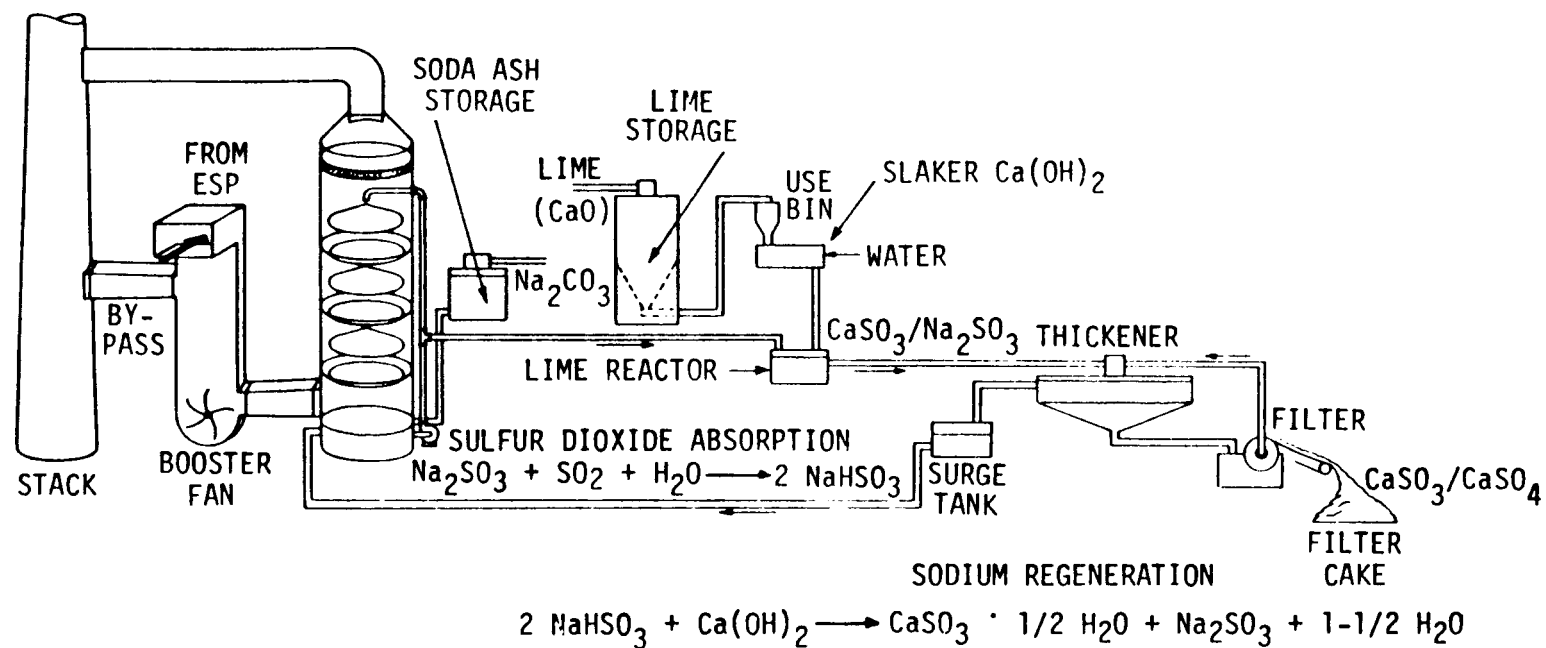 SODA ASH
STORAGE
LIME
STORAGE
FROM
ESP
LIME
(CaO)
USE
BIN
SLAKER Ca(OH)₂
WATER
Na₂CO₃
BY-
PASS
LIME REACTOR
CaSO₃/Na₂SO₃
THICKENER
FILTER
STACK
BOOSTER
FAN
SULFUR DIOXIDE ABSORPTION
Na₂SO₃ + SO₂ + H₂O → 2 NaHSO₃
SURGE
TANK
CaSO₃/CaSO₄
FILTER
CAKE
SODIUM REGENERATION
2 NaHSO₃ + Ca(OH)₂ → CaSO₃ · 1/2 H₂O + Na₂SO₃ + 1-1/2 H₂O